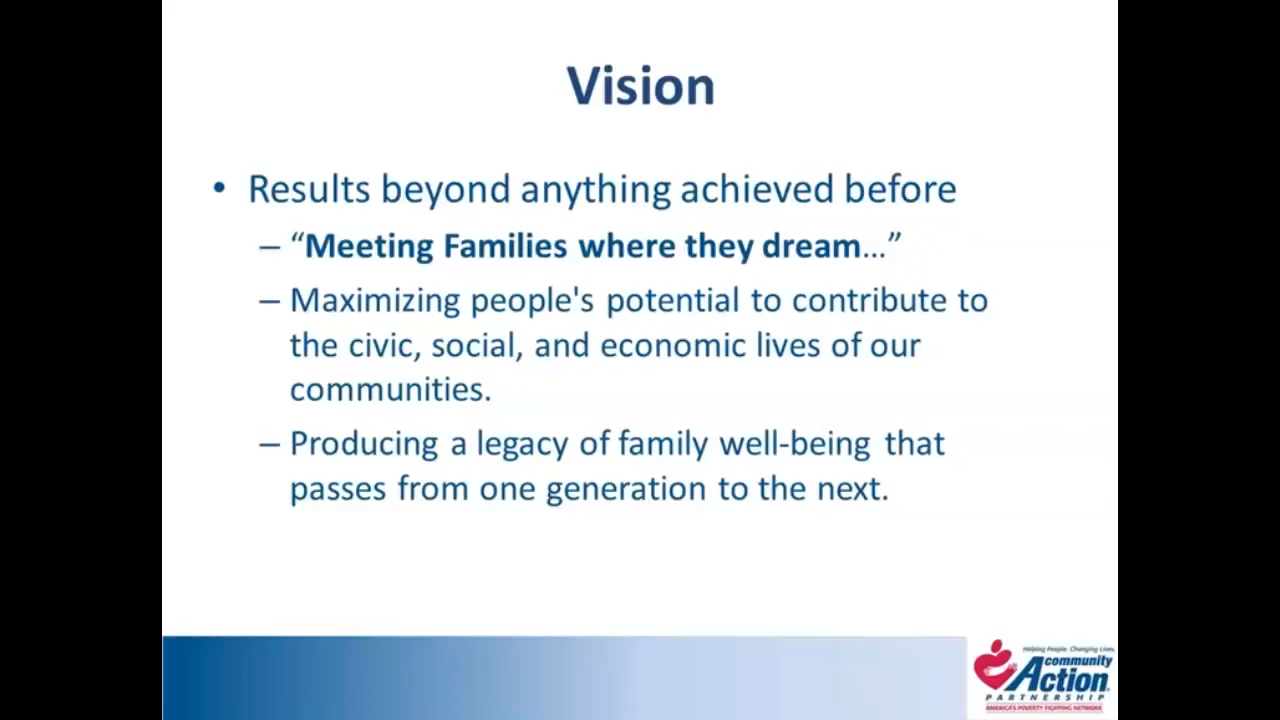 Vision
• Results beyond anything achieved before
– “Meeting Families where they dream…”
– Maximizing people's potential to contribute to
the civic, social, and economic lives of our
communities.
– Producing a legacy of family well-being that
passes from one generation to the next.
Helping People. Changing Lives.
community
Action
PARTNERSHIP
AMERICA'S POVERTY FIGHTING NETWORK